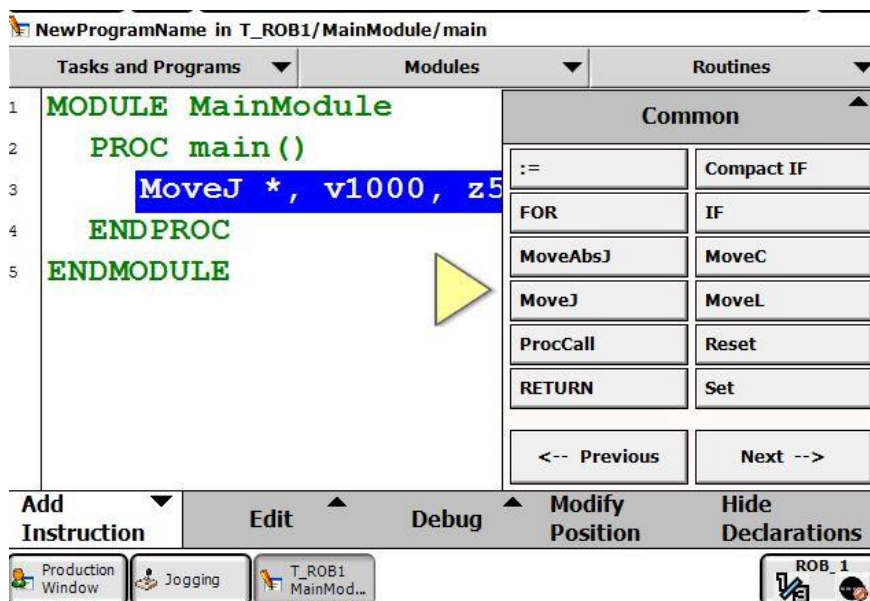 NewProgramName in T_ROB1/MainModule/main
Tasks and Programs Modules Routines
1 MODULE MainModule
2 PROC main()
3 MoveJ *, v1000, z5
4 ENDPROC
5 ENDMODULE
Common
:= Compact IF
FOR IF
MoveAbsJ MoveC
MoveJ MoveL
ProcCall Reset
RETURN Set
<-- Previous Next -->
Add Instruction
Edit
Debug
Modify Position
Hide Declarations
Production Window
Jogging
T_ROB1 MainMod...
ROB_1
1/3